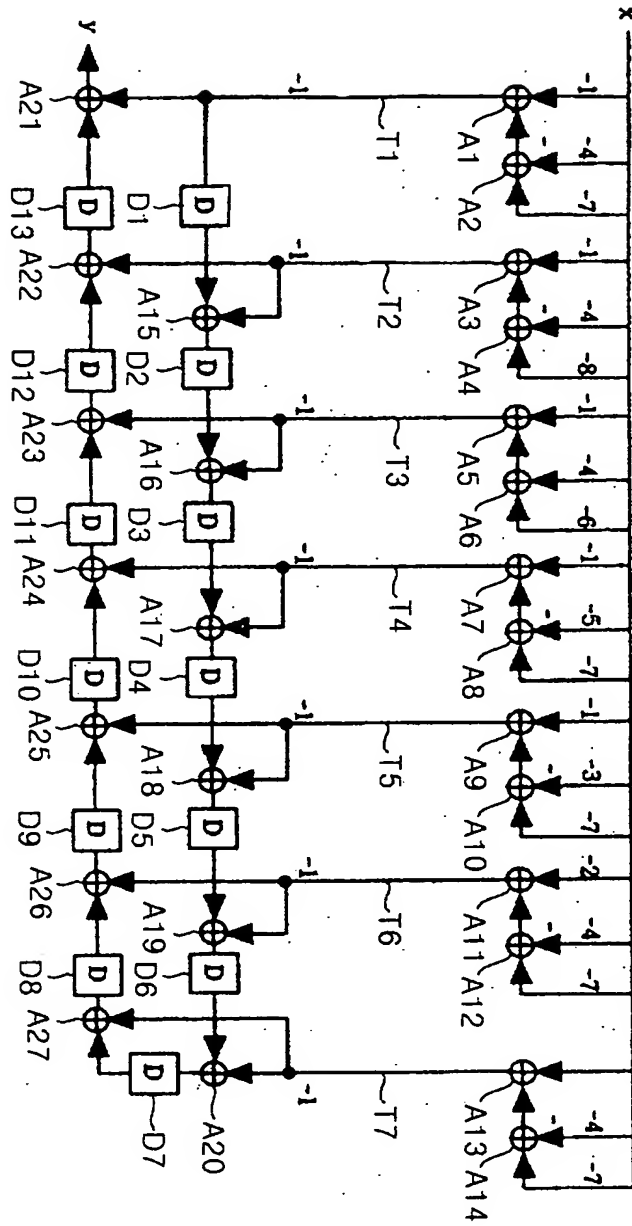 x
-1 -4 -7 -1 -4 -8 -1 -4 -6 -1 -5 -7 -1 -3 -7 -2 -4 -7 -4 -7
- - - - - -
A1 A2 A3 A4 A5 A6 A7 A8 A9 A10 A11 A12 A13 A14
T1 T2 T3 T4 T5 T6 T7
-1 -1 -1 -1 -1 -1 -1
D D D D D D
D1 A15 D2 A16 D3 A17 D4 A18 D5 A19 D6 A20
D
D7
y
D D D D D D
A21 D13 A22 D12 A23 D11 A24 D10 A25 D9 A26 D8 A27